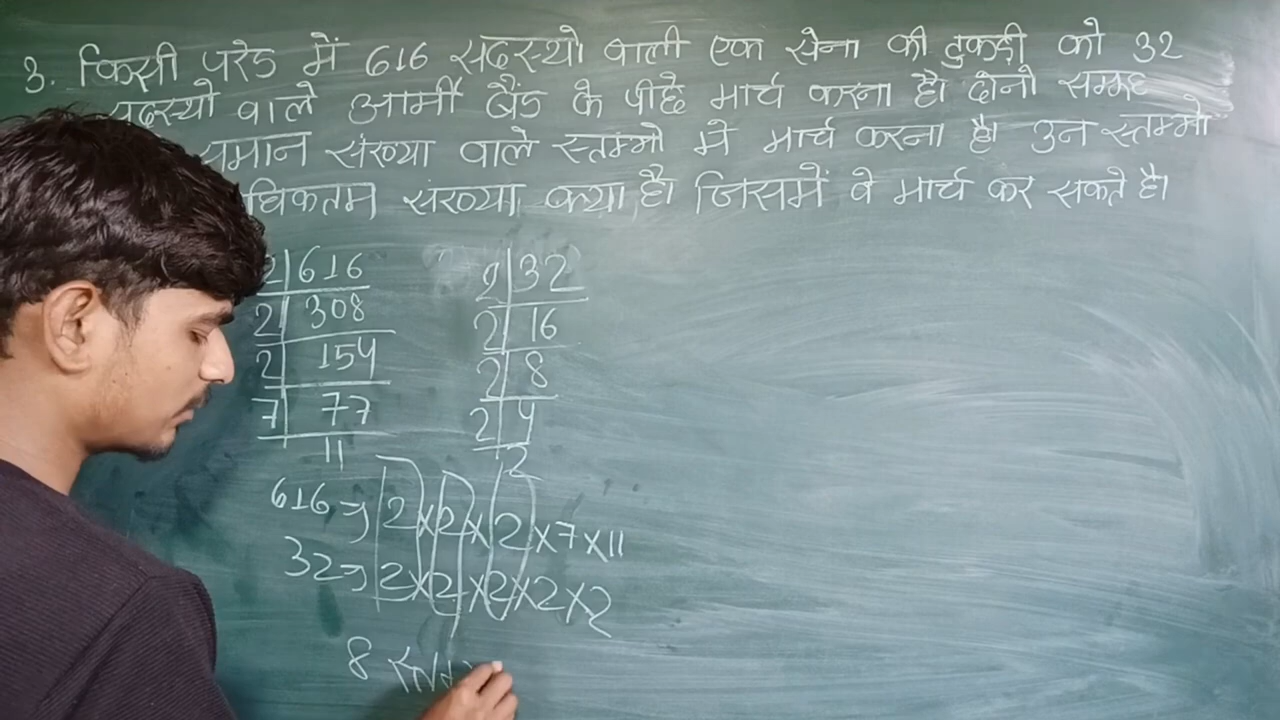 3. किसी परेड में 616 सदस्यो वाली एक सेना की टुकड़ी को 32
सदस्यो वाले आर्मी बैंड के पीछे मार्च करना है। दोनो समूह
समान संख्या वाले स्तम्भो में मार्च करना है। उन स्तम्भो
धिकतम संख्या क्या है। जिसमें वे मार्च कर सकते है।
2 616 2 32
2 308 2 16
2 154 2 8
7 77 2 4
11 2
616 => 2×2×2×7×11
32 => 2×2×2×2×2
8 स्त